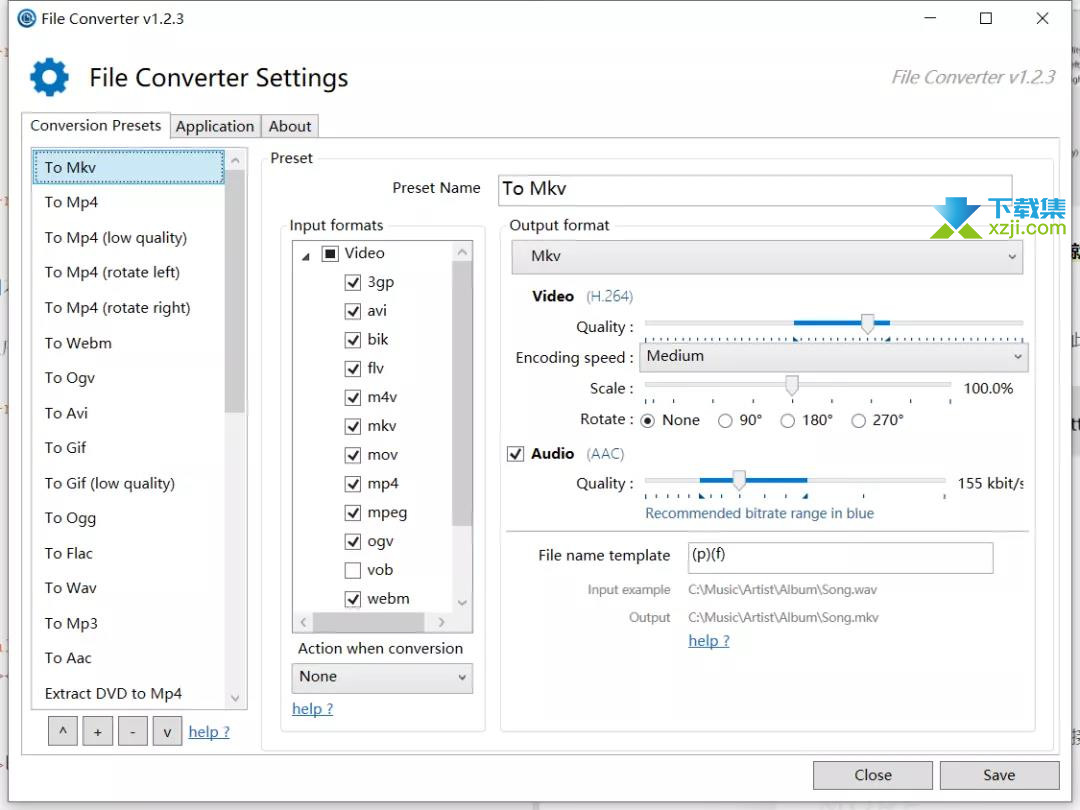 File Converter v1.2.3
File Converter Settings
File Converter v1.2.3
Conversion Presets
Application
About
To Mkv
To Mp4
To Mp4 (low quality)
To Mp4 (rotate left)
To Mp4 (rotate right)
To Webm
To Ogv
To Avi
To Gif
To Gif (low quality)
To Ogg
To Flac
To Wav
To Mp3
To Aac
Extract DVD to Mp4
^ + - v help ?
Preset
Preset Name To Mkv
下载集
xzji.com
Input formats
Video
3gp
avi
bik
flv
m4v
mkv
mov
mp4
mpeg
ogv
vob
webm
Action when conversion
None
help ?
Output format
Mkv
Video (H.264)
Quality :
Encoding speed : Medium
Scale : 100.0%
Rotate : None 90° 180° 270°
Audio (AAC)
Quality : 155 kbit/s
Recommended bitrate range in blue
File name template (p)(f)
Input example C:\Music\Artist\Album\Song.wav
Output C:\Music\Artist\Album\Song.mkv
help ?
Close
Save